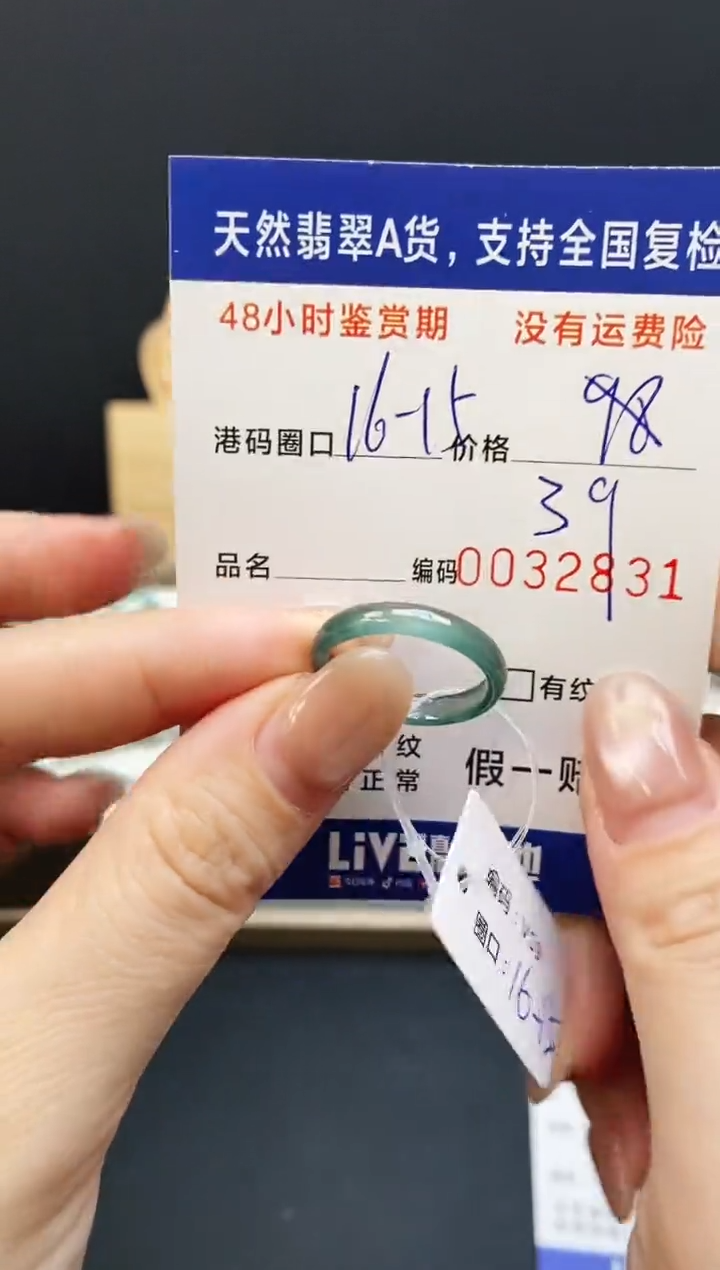 天然翡翠A货，支持全国复检
48小时鉴赏期 没有运费险
港码圈口 16-15 价格 98
39
品名 编码 0032831
有纹
纹
正常 假一赔
LiVE
编码：
圈口：16-15